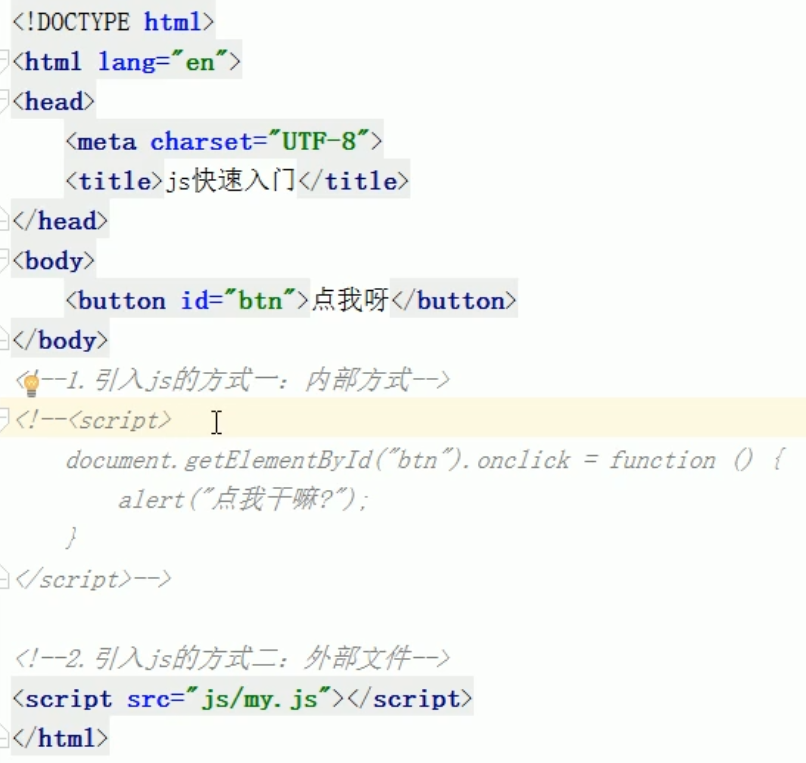 <!DOCTYPE html>
<html lang="en">
<head>
    <meta charset="UTF-8">
    <title>js快速入门</title>
</head>
<body>
    <button id="btn">点我呀</button>
</body>
<!--1.引入js的方式一：内部方式-->
<!--<script>
    document.getElementById("btn").onclick = function () {
        alert("点我干嘛?");
    }
</script>-->

<!--2.引入js的方式二：外部文件-->
<script src="js/my.js"></script>
</html>